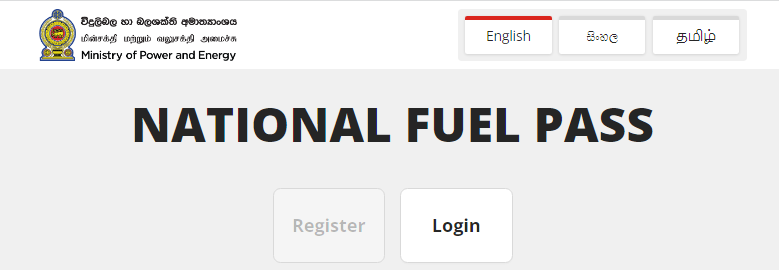 විදුලිබල හා බලශක්ති අමාත්‍යාංශය
மின்சக்தி மற்றும் வலுசக்தி அமைச்சு
Ministry of Power and Energy
English
සිංහල
தமிழ்
NATIONAL FUEL PASS
Register
Login